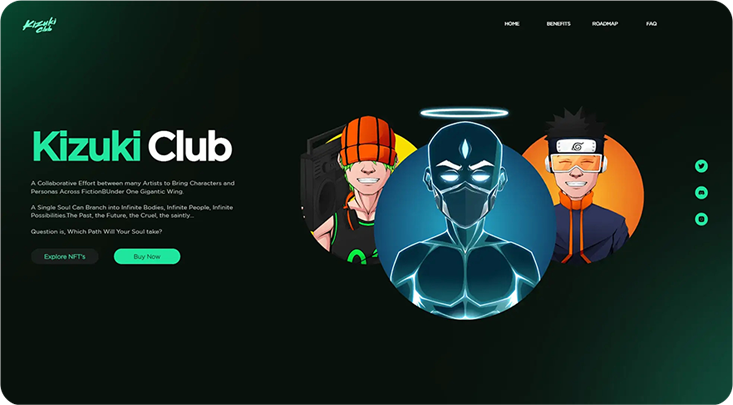 Kizuki
Club
HOME
BENEFITS
ROADMAP
FAQ
Kizuki Club
A Collaborative Effort between many Artists to Bring Characters and
Personas Across FictionBUnder One Gigantic Wing.
A Single Soul Can Branch into Infinite Bodies, Infinite People, Infinite
Possibilities.The Past, the Future, the Cruel, the saintly...
Question is, Which Path Will Your Soul take?
Explore NFT's
Buy Now